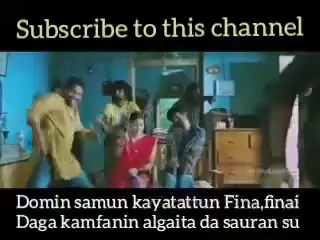 Subscribe to this channel
Domin samun kayatattun Fina,finai
Daga kamfanin algaita da sauran su